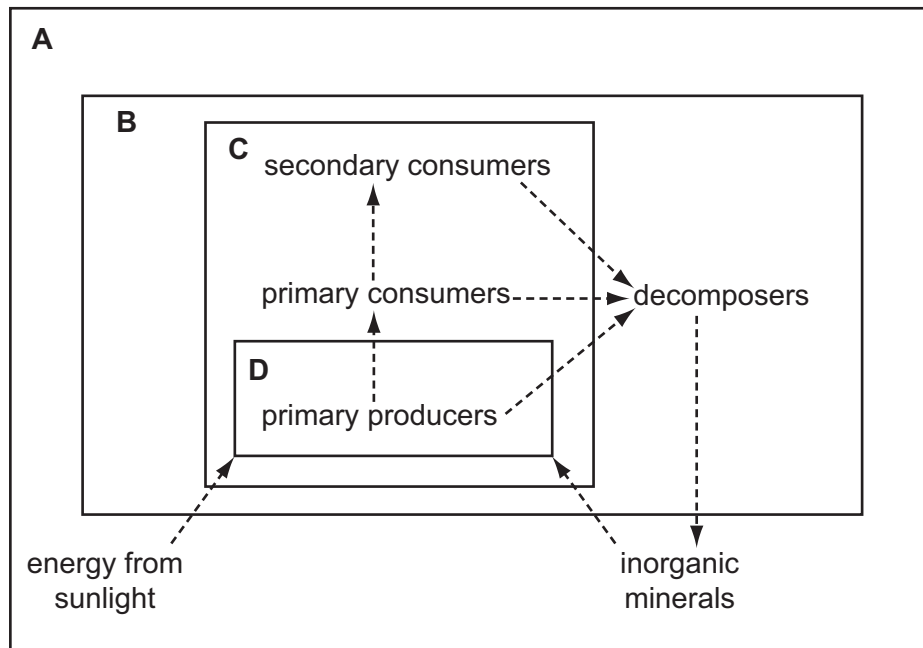 A
B
C
secondary consumers
primary consumers
decomposers
D
primary producers
energy from
sunlight
inorganic
minerals